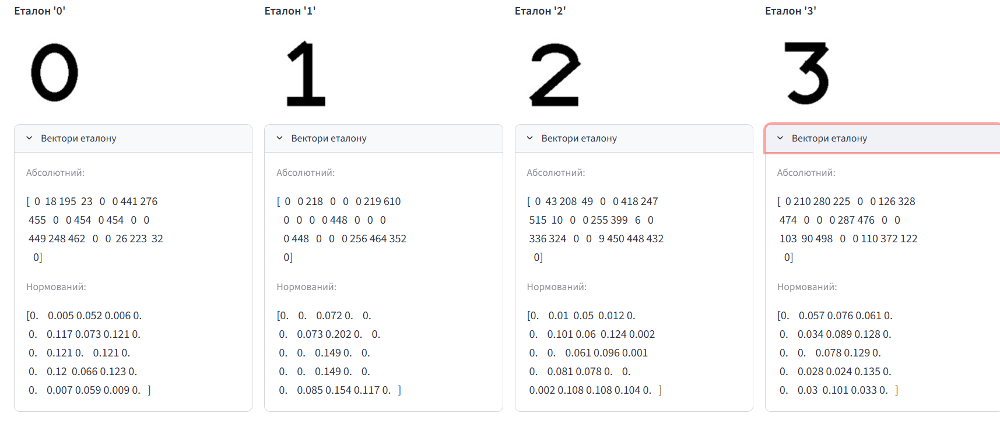 Еталон '0'
0
Вектори еталону
Абсолютний:
[ 0 18 195 23 0 0 441 276
455 0 0 454 0 454 0 0
449 248 462 0 0 26 223 32
0]
Нормований:
[0. 0.005 0.052 0.006 0.
0. 0.117 0.073 0.121 0.
0. 0.121 0. 0.121 0.
0. 0.12 0.066 0.123 0.
0. 0.007 0.059 0.009 0. ]
Еталон '1'
1
Вектори еталону
Абсолютний:
[ 0 0 218 0 0 0 219 610
0 0 0 0 448 0 0 0
0 448 0 0 0 256 464 352
0]
Нормований:
[0. 0. 0.072 0. 0.
0. 0.073 0.202 0. 0.
0. 0. 0.149 0. 0.
0. 0. 0.149 0. 0.
0. 0.085 0.154 0.117 0. ]
Еталон '2'
2
Вектори еталону
Абсолютний:
[ 0 43 208 49 0 0 418 247
515 10 0 0 255 399 6 0
336 324 0 0 9 450 448 432
0]
Нормований:
[0. 0.01 0.05 0.012 0.
0. 0.101 0.06 0.124 0.002
0. 0. 0.061 0.096 0.001
0. 0.081 0.078 0. 0.
0.002 0.108 0.108 0.104 0. ]
Еталон '3'
3
Вектори еталону
Абсолютний:
[ 0 210 280 225 0 0 126 328
474 0 0 0 287 476 0 0
103 90 498 0 0 110 372 122
0]
Нормований:
[0. 0.057 0.076 0.061 0.
0. 0.034 0.089 0.128 0.
0. 0. 0.078 0.129 0.
0. 0.028 0.024 0.135 0.
0. 0.03 0.101 0.033 0. ]